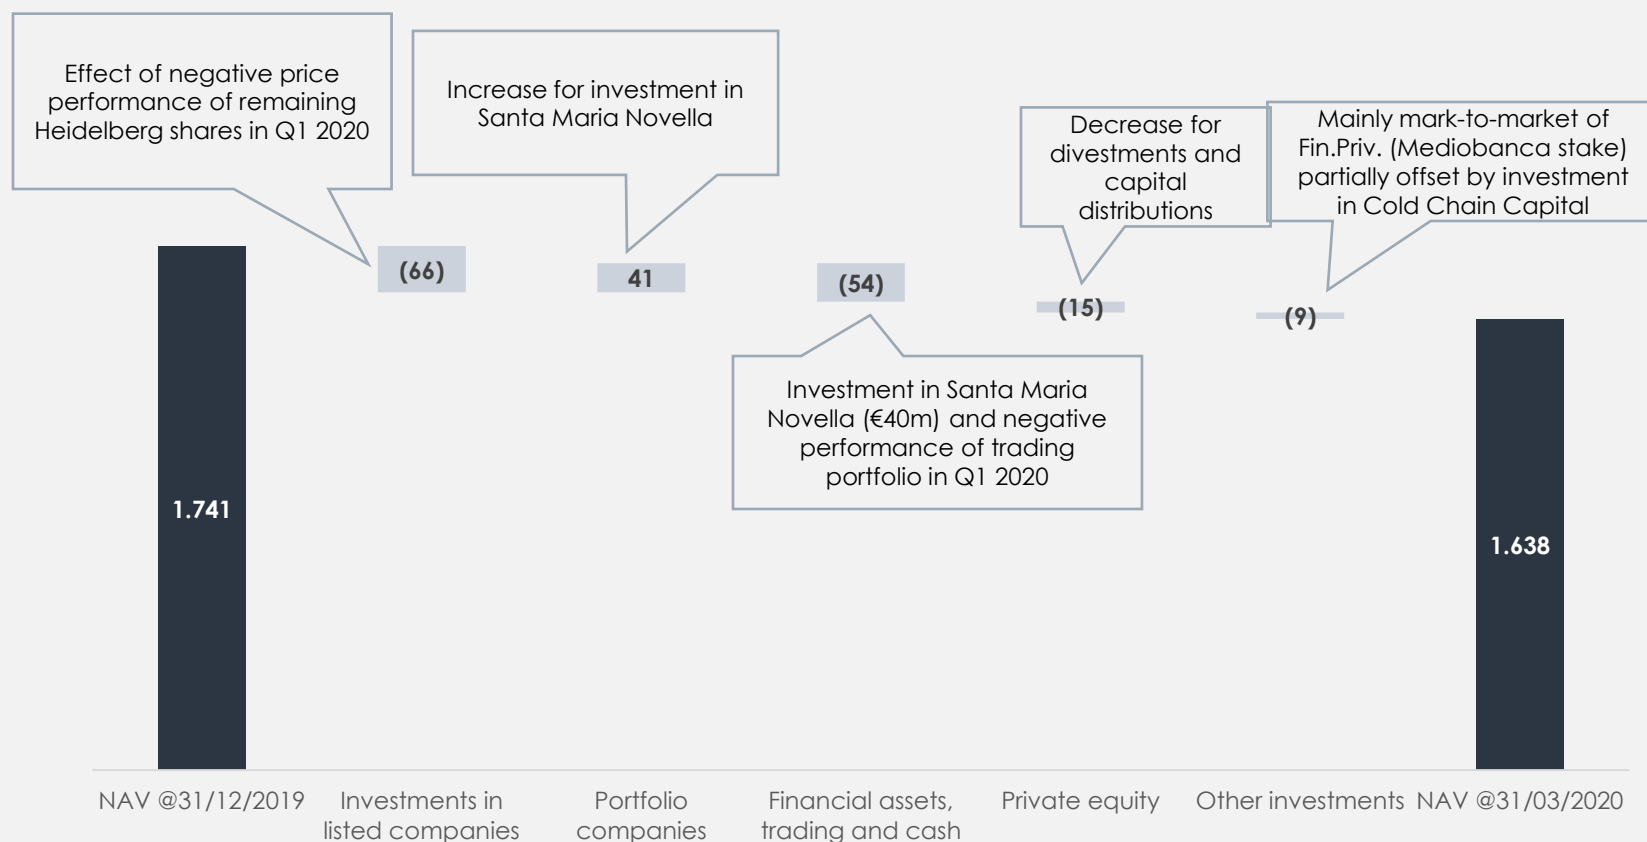 Effect of negative price
performance of remaining
Heidelberg shares in Q1 2020
Increase for investment in
Santa Maria Novella
Decrease for
divestments and
capital
distributions
Mainly mark-to-market of
Fin.Priv. (Mediobanca stake)
partially offset by investment
in Cold Chain Capital
(66)
41
(54)
(15)
(9)
Investment in Santa Maria
Novella (€40m) and negative
performance of trading
portfolio in Q1 2020
1.741
1.638
NAV @31/12/2019
Investments in
listed companies
Portfolio
companies
Financial assets,
trading and cash
Private equity
Other investments
NAV @31/03/2020